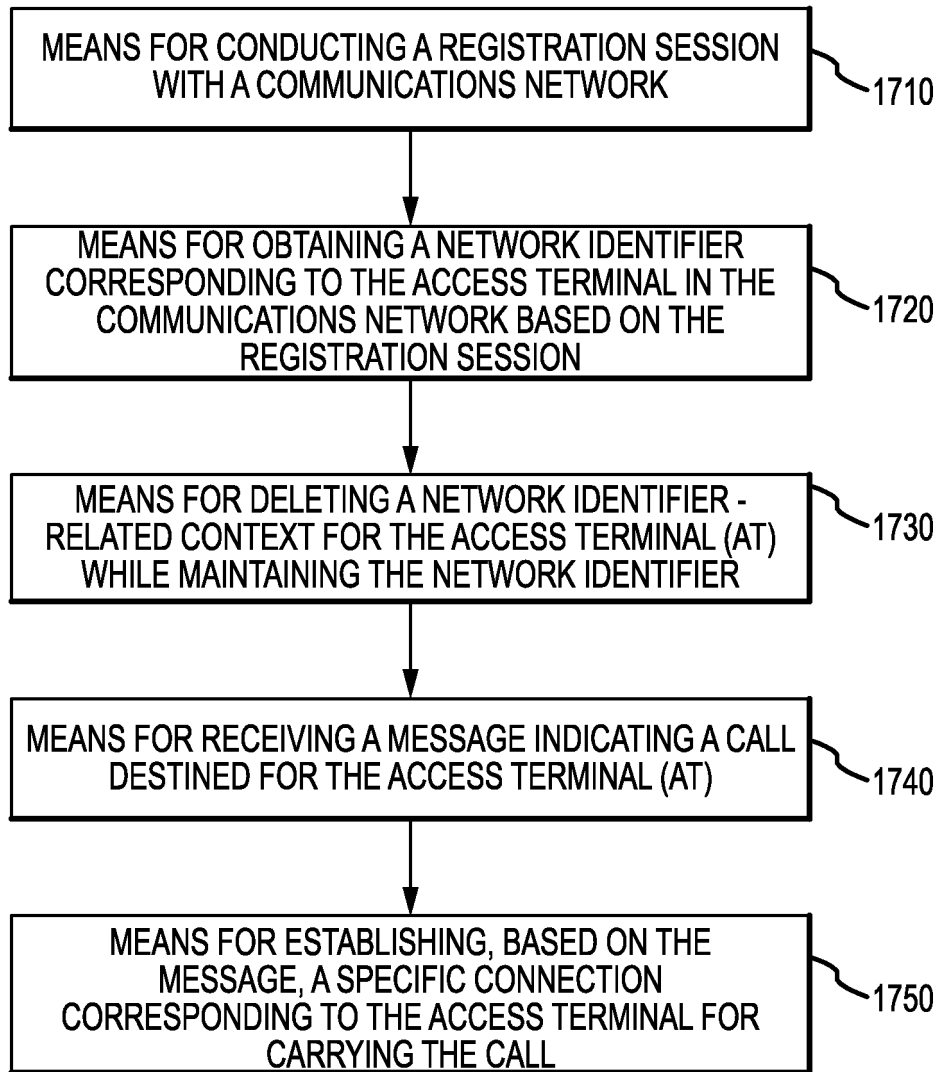 MEANS FOR CONDUCTING A REGISTRATION SESSION
WITH A COMMUNICATIONS NETWORK
1710
MEANS FOR OBTAINING A NETWORK IDENTIFIER
CORRESPONDING TO THE ACCESS TERMINAL IN THE
COMMUNICATIONS NETWORK BASED ON THE
REGISTRATION SESSION
1720
MEANS FOR DELETING A NETWORK IDENTIFIER -
RELATED CONTEXT FOR THE ACCESS TERMINAL (AT)
WHILE MAINTAINING THE NETWORK IDENTIFIER
1730
MEANS FOR RECEIVING A MESSAGE INDICATING A CALL
DESTINED FOR THE ACCESS TERMINAL (AT)
1740
MEANS FOR ESTABLISHING, BASED ON THE
MESSAGE, A SPECIFIC CONNECTION
CORRESPONDING TO THE ACCESS TERMINAL FOR
CARRYING THE CALL
1750